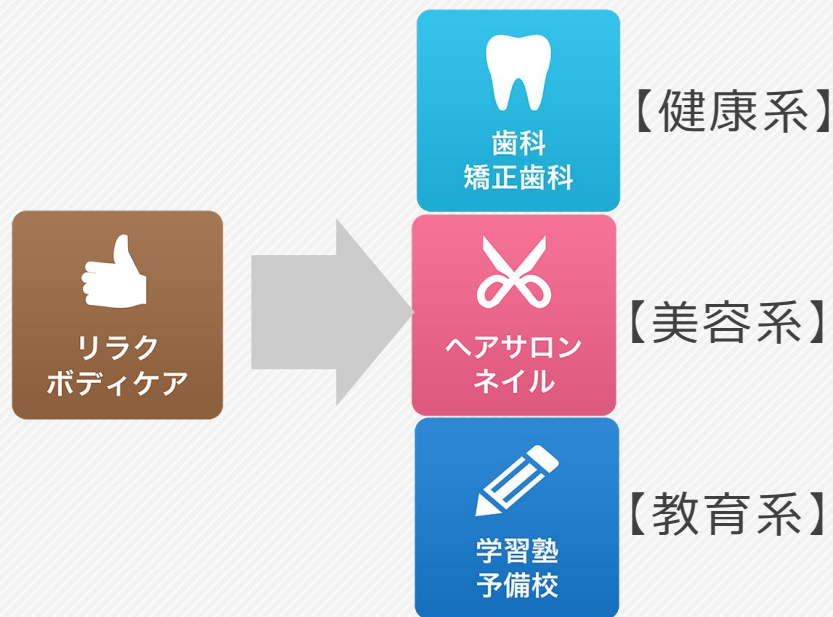 歯科
矯正歯科
【健康系】
リラク
ボディケア
ヘアサロン
ネイル
【美容系】
学習塾
予備校
【教育系】